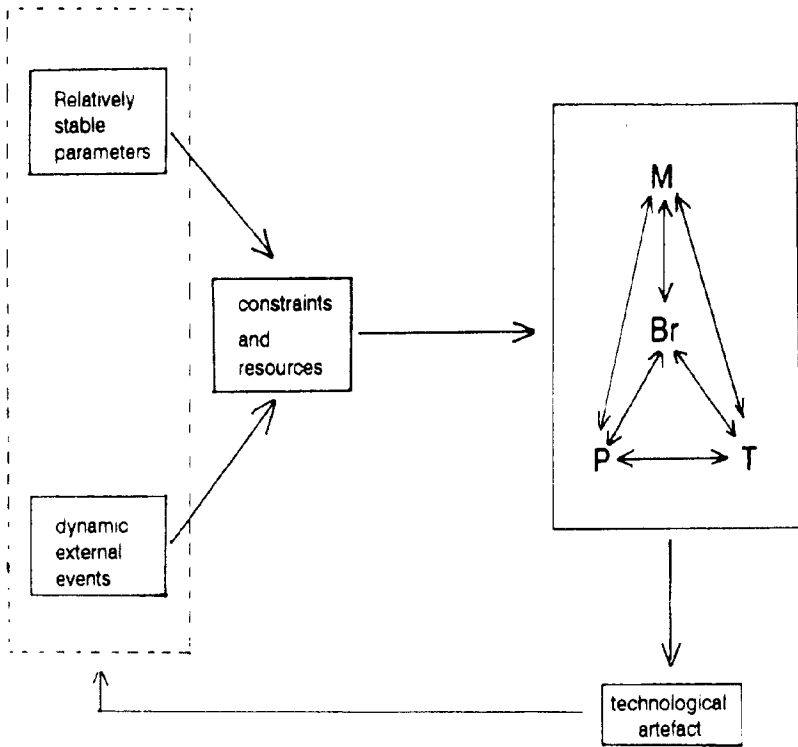 Relatively
stable
parameters
constraints
and
resources
dynamic
external
events
M
Br
P
T
technological
artefact